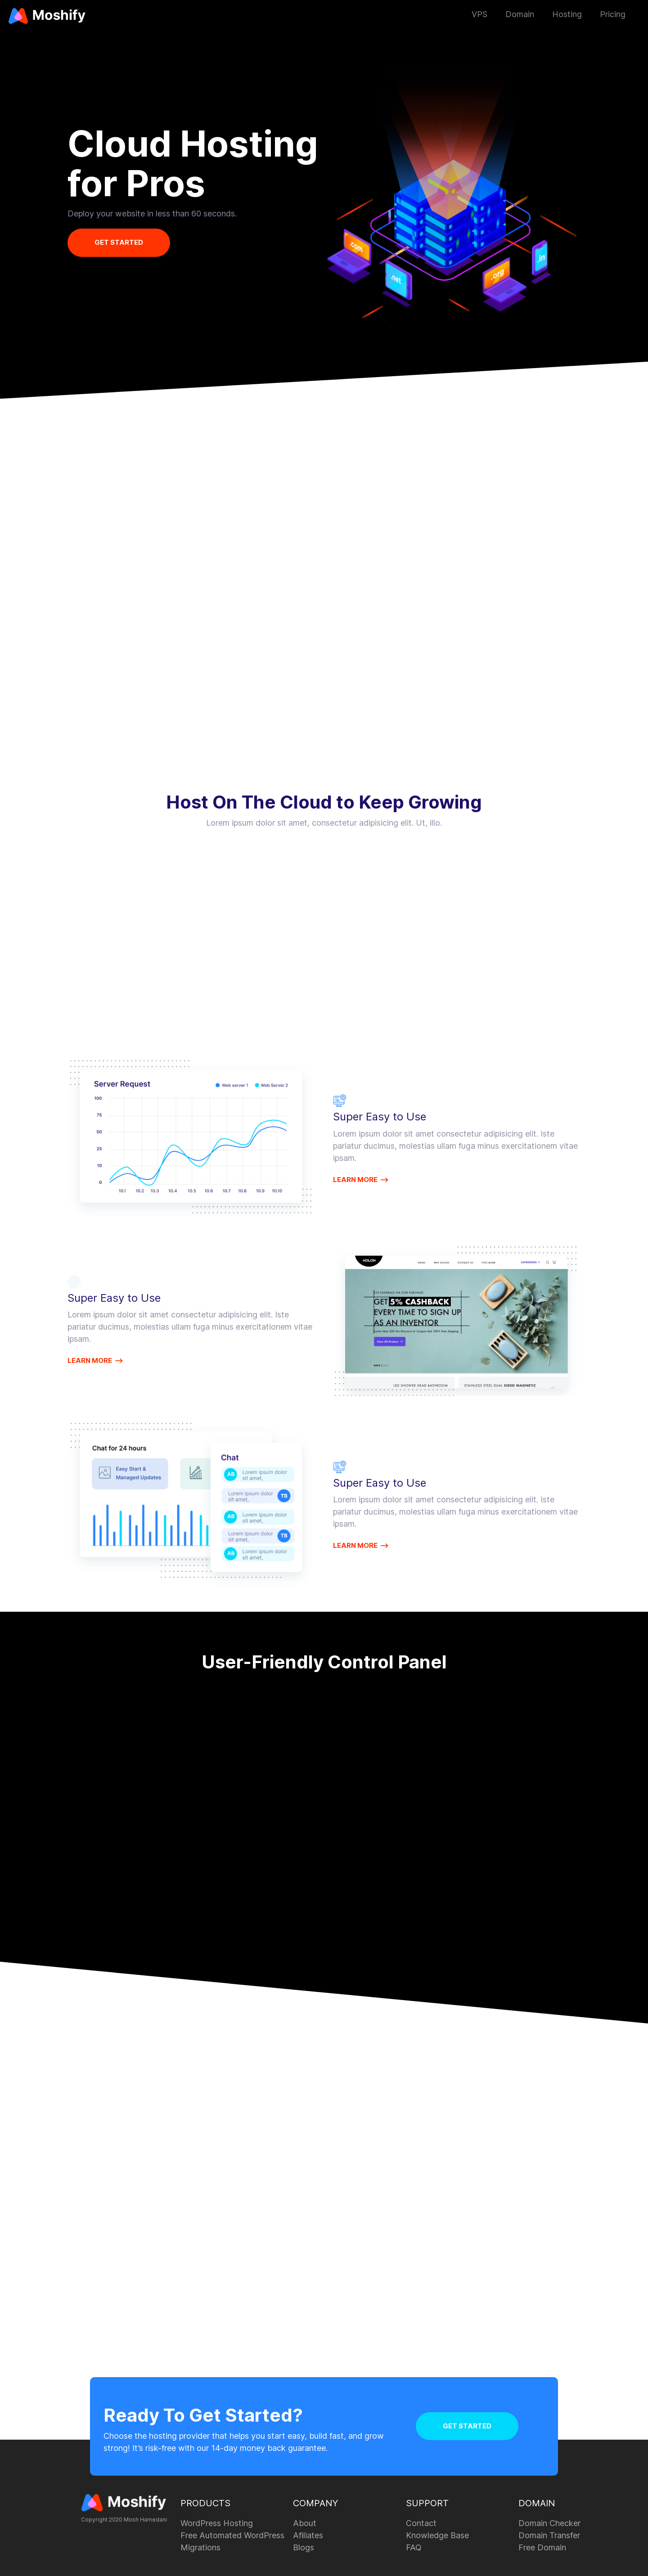 Moshify
VPS Domain Hosting Pricing
Cloud Hosting
for Pros
Deploy your website in less than 60 seconds.
GET STARTED
.com
.net
.org
.in
Host On The Cloud to Keep Growing
Lorem ipsum dolor sit amet, consectetur adipisicing elit. Ut, illo.
Server Request
Web server 1 Web Server 2
100
75
50
25
10
0
10.1 10.2 10.3 10.4 10.5 10.6 10.7 10.8 10.9 10.10
Super Easy to Use
Lorem ipsum dolor sit amet consectetur adipisicing elit. Iste
pariatur ducimus, molestias ullam fuga minus exercitationem vitae
ipsam.
LEARN MORE
Super Easy to Use
Lorem ipsum dolor sit amet consectetur adipisicing elit. Iste
pariatur ducimus, molestias ullam fuga minus exercitationem vitae
ipsam.
LEARN MORE
HOLON
GET 5% CASHBACK
EVERY TIME TO SIGN UP
AS AN INVENTOR
LED SHOWER HEAD BATHROOM
STAINLESS STEEL DUAL SIDED MAGNETIC
Chat for 24 hours
Easy Start &
Managed Updates
Chat
AB Lorem ipsum dolor
sit amet,
Lorem ipsum dolor TB
sit amet,
AB Lorem ipsum dolor
sit amet,
Lorem ipsum dolor TB
sit amet,
AB Lorem ipsum dolor
sit amet,
Super Easy to Use
Lorem ipsum dolor sit amet consectetur adipisicing elit. Iste
pariatur ducimus, molestias ullam fuga minus exercitationem vitae
ipsam.
LEARN MORE
User-Friendly Control Panel
Ready To Get Started?
Choose the hosting provider that helps you start easy, build fast, and grow
strong! It's risk-free with our 14-day money back guarantee.
GET STARTED
Moshify
Copyright 2020 Mosh Hamedani
PRODUCTS
WordPress Hosting
Free Automated WordPress
Migrations
COMPANY
About
Afiliates
Blogs
SUPPORT
Contact
Knowledge Base
FAQ
DOMAIN
Domain Checker
Domain Transfer
Free Domain